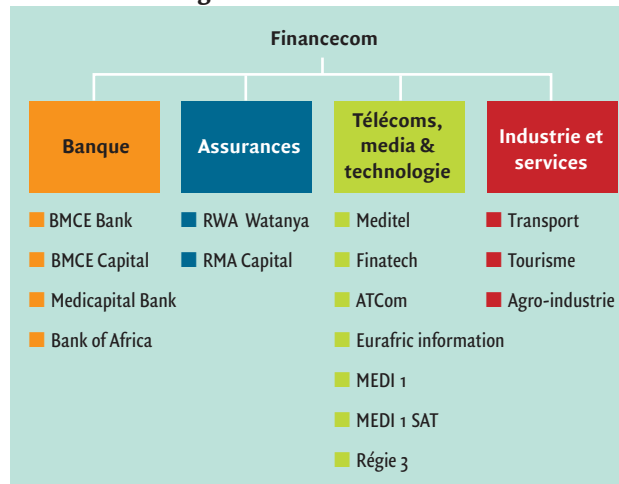 Financecom
Banque
Assurances
Télécoms,
media &
technologie
Industrie et
services
BMCE Bank
BMCE Capital
Medicapital Bank
Bank of Africa
RWA Watanya
RMA Capital
Meditel
Finatech
ATCom
Eurafric information
MEDI 1
MEDI 1 SAT
Régie 3
Transport
Tourisme
Agro-industrie